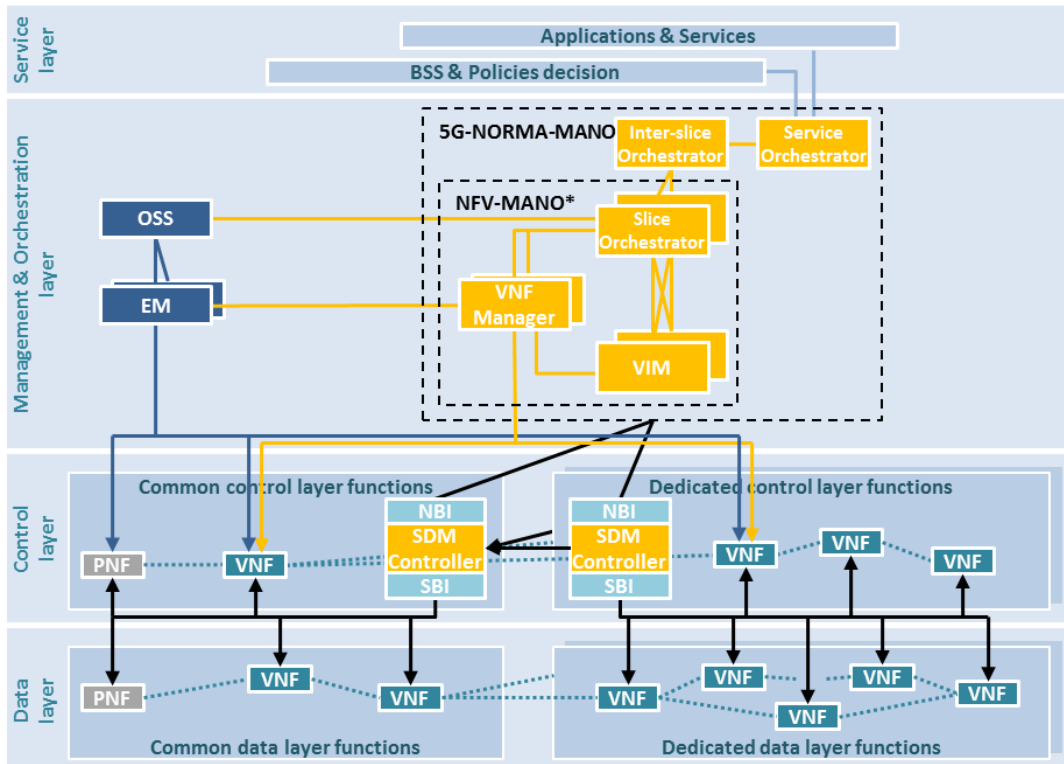 Service
layer
Applications & Services
BSS & Policies decision
Management & Orchestration
layer
5G-NORMA-MANO
Inter-slice
Orchestrator
Service
Orchestrator
NFV-MANO*
OSS
Slice
Orchestrator
EM
VNF
Manager
VIM
Control
layer
Common control layer functions
Dedicated control layer functions
NBI
SDM
Controller
SBI
NBI
SDM
Controller
SBI
PNF
VNF
VNF
VNF
VNF
Data
layer
PNF
VNF
VNF
VNF
VNF
VNF
VNF
VNF
Common data layer functions
Dedicated data layer functions